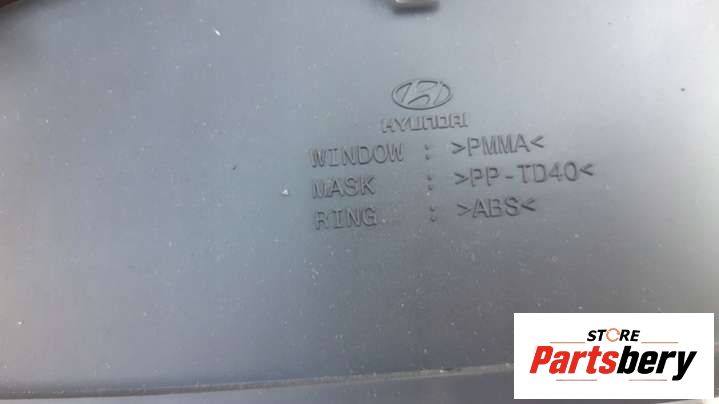 HYUNDAI
WINDOW : >PMMA<
MASK : >PP-TD40<
RING : >ABS<
STORE
Partsbery